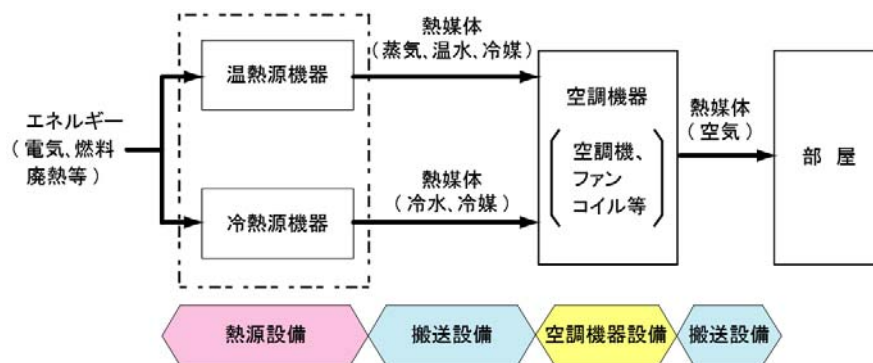 エネルギー
(電気、燃料
廃熱等)
温熱源機器
冷熱源機器
熱媒体
(蒸気、温水、冷媒)
熱媒体
(冷水、冷媒)
空調機器
空調機、
ファン
コイル等
熱媒体
(空気)
部屋
熱源設備
搬送設備
空調機器設備
搬送設備